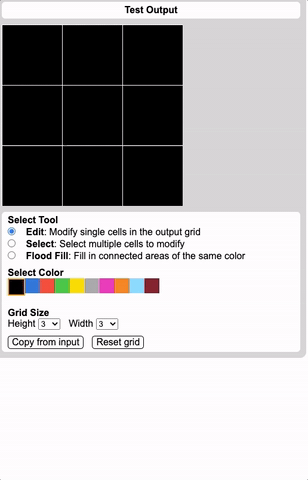 Test Output
Select Tool
Edit: Modify single cells in the output grid
Select: Select multiple cells to modify
Flood Fill: Fill in connected areas of the same color
Select Color
Grid Size
Height 3 Width 3
Copy from input Reset grid